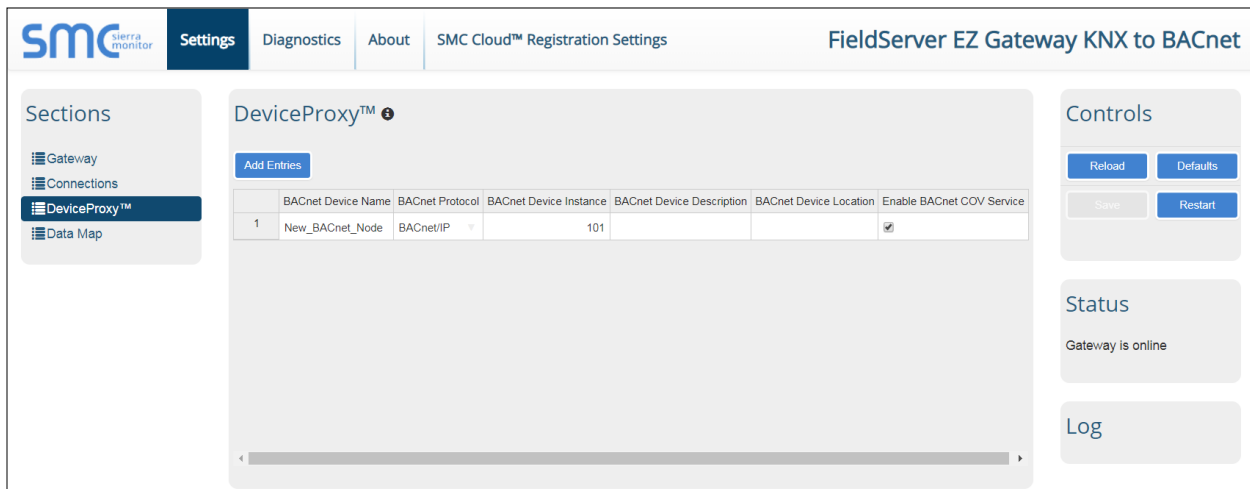 SMC sierra monitor
Settings
Diagnostics
About
SMC Cloud™ Registration Settings
FieldServer EZ Gateway KNX to BACnet
Sections
Gateway
Connections
DeviceProxy™
Data Map
DeviceProxy™
Add Entries
BACnet Device Name BACnet Protocol BACnet Device Instance BACnet Device Description BACnet Device Location Enable BACnet COV Service
1 New_BACnet_Node BACnet/IP 101
Controls
Reload Defaults
Save Restart
Status
Gateway is online
Log